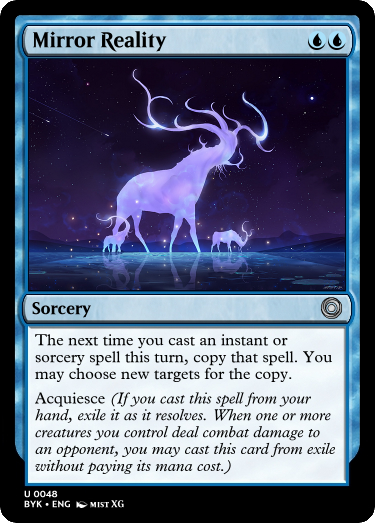 Mirror Reality
Sorcery
The next time you cast an instant or
sorcery spell this turn, copy that spell. You
may choose new targets for the copy.
Acquiesce (If you cast this spell from your
hand, exile it as it resolves. When one or more
creatures you control deal combat damage to
an opponent, you may cast this card from exile
without paying its mana cost.)
U 0048
BYK • ENG MIST XG